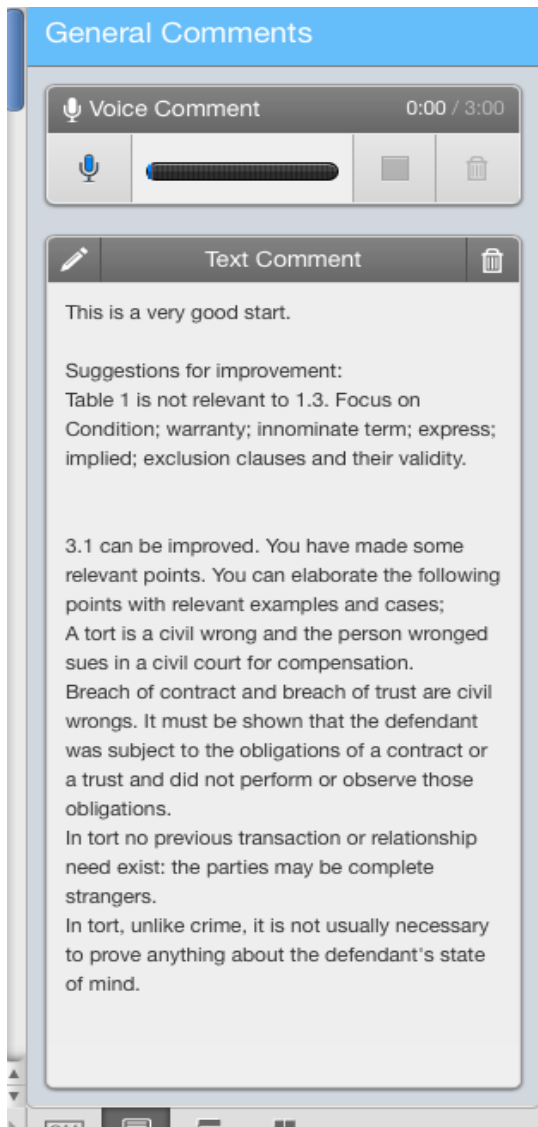 General Comments
Voice Comment 0:00 / 3:00
Text Comment
This is a very good start.
Suggestions for improvement:
Table 1 is not relevant to 1.3. Focus on
Condition; warranty; innominate term; express;
implied; exclusion clauses and their validity.
3.1 can be improved. You have made some
relevant points. You can elaborate the following
points with relevant examples and cases;
A tort is a civil wrong and the person wronged
sues in a civil court for compensation.
Breach of contract and breach of trust are civil
wrongs. It must be shown that the defendant
was subject to the obligations of a contract or
a trust and did not perform or observe those
obligations.
In tort no previous transaction or relationship
need exist: the parties may be complete
strangers.
In tort, unlike crime, it is not usually necessary
to prove anything about the defendant's state
of mind.